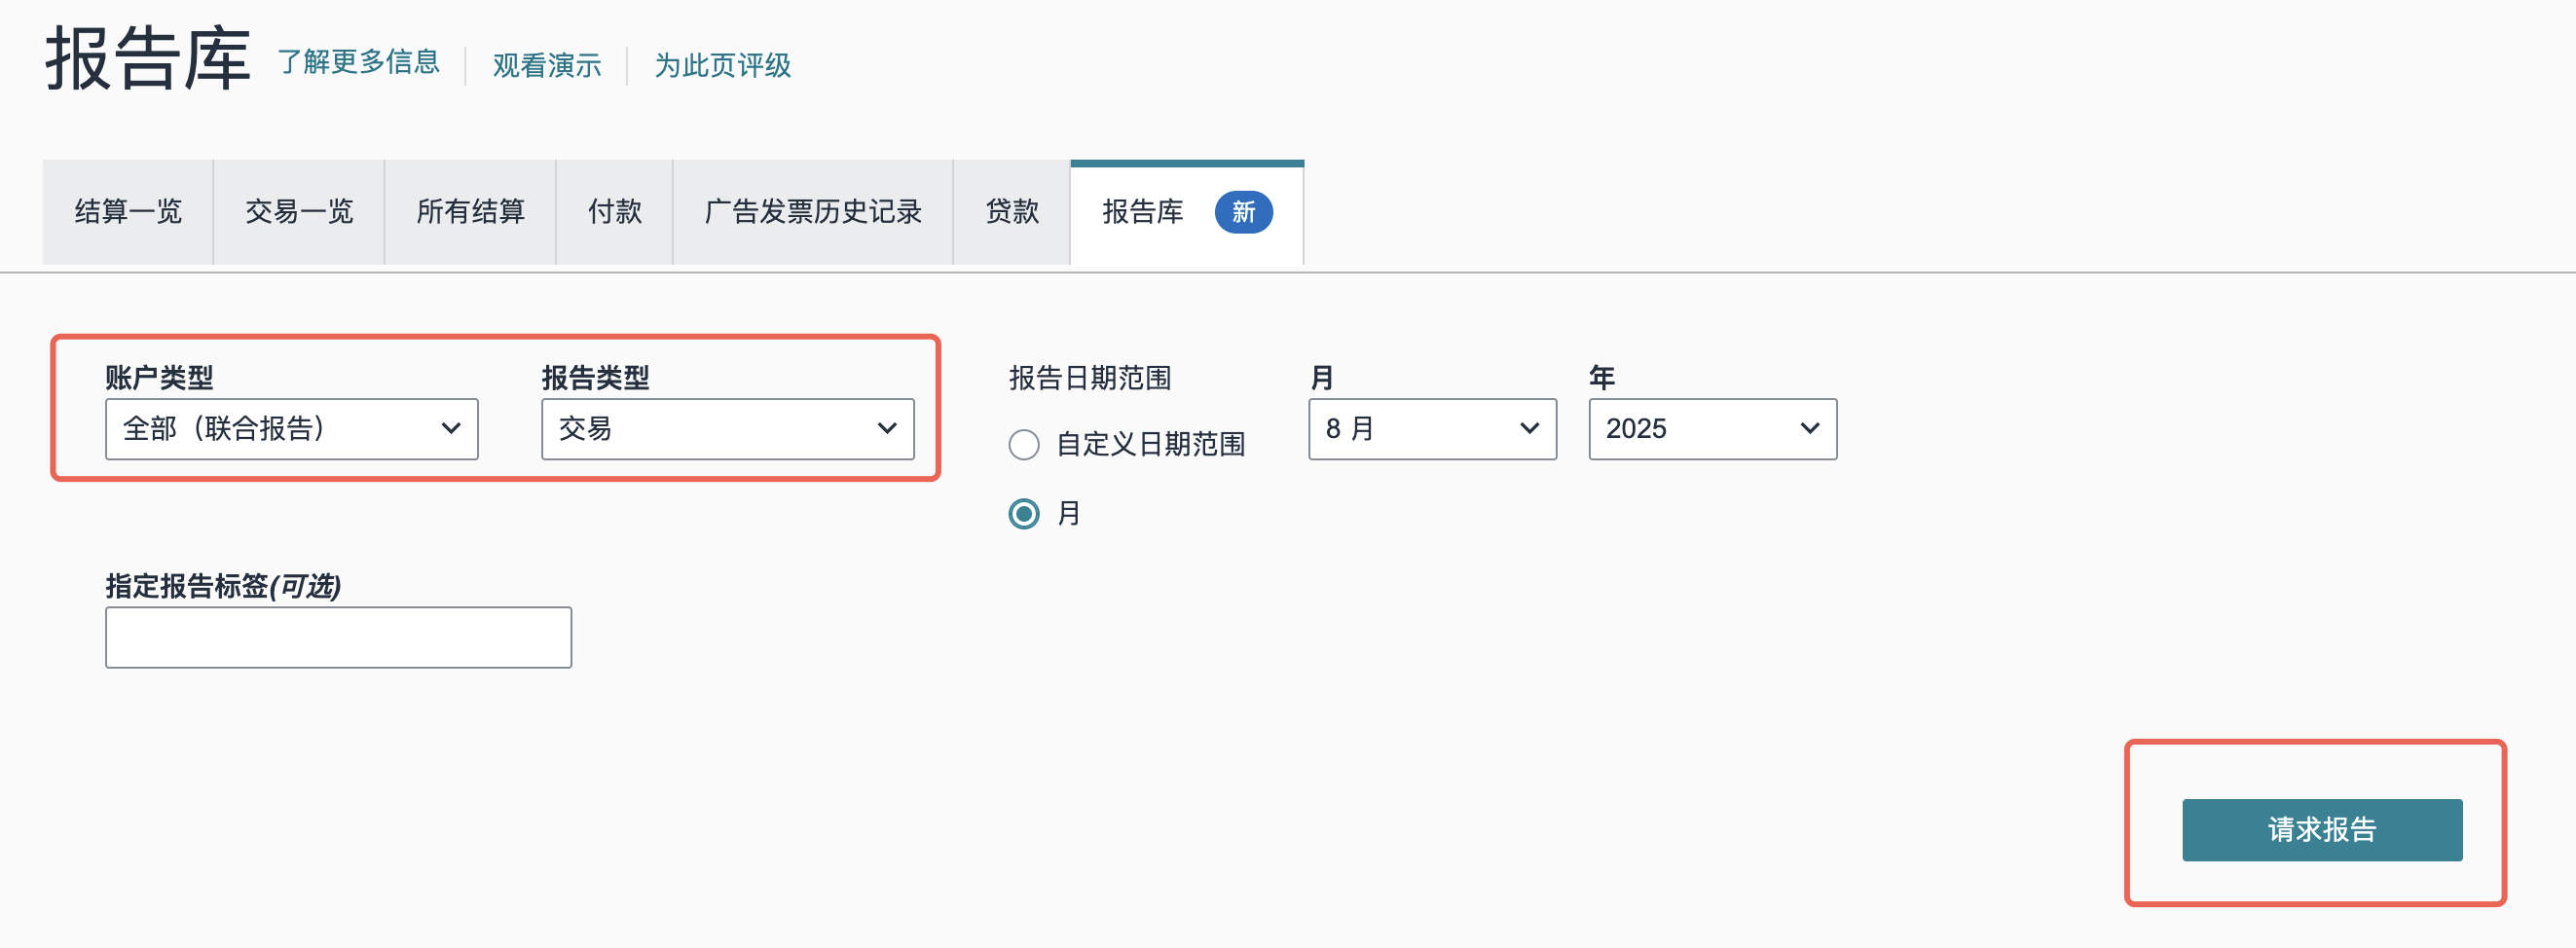 报告库 了解更多信息 观看演示 为此页评级
结算一览 交易一览 所有结算 付款 广告发票历史记录 贷款 报告库 新
账户类型 报告类型 报告日期范围 月 年
全部（联合报告） 交易 8 月 2025
自定义日期范围
月
指定报告标签(可选)
请求报告